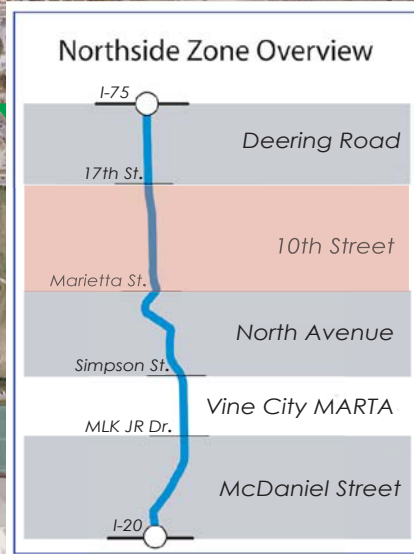 Northside Zone Overview
I-75
Deering Road
17th St.
10th Street
Marietta St.
North Avenue
Simpson St.
Vine City MARTA
MLK JR Dr.
McDaniel Street
I-20